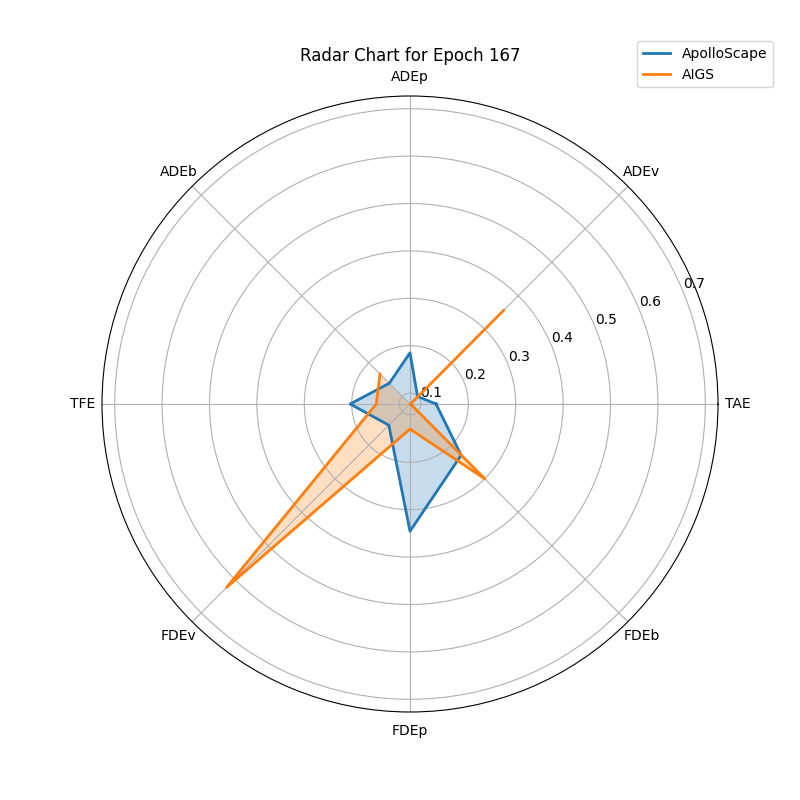 Radar Chart for Epoch 167
ApolloScape
AIGS
ADEp
ADEb
ADEv
0.7
0.6
0.5
0.4
0.3
0.2
0.1
TFE
TAE
FDEv
FDEb
FDEp